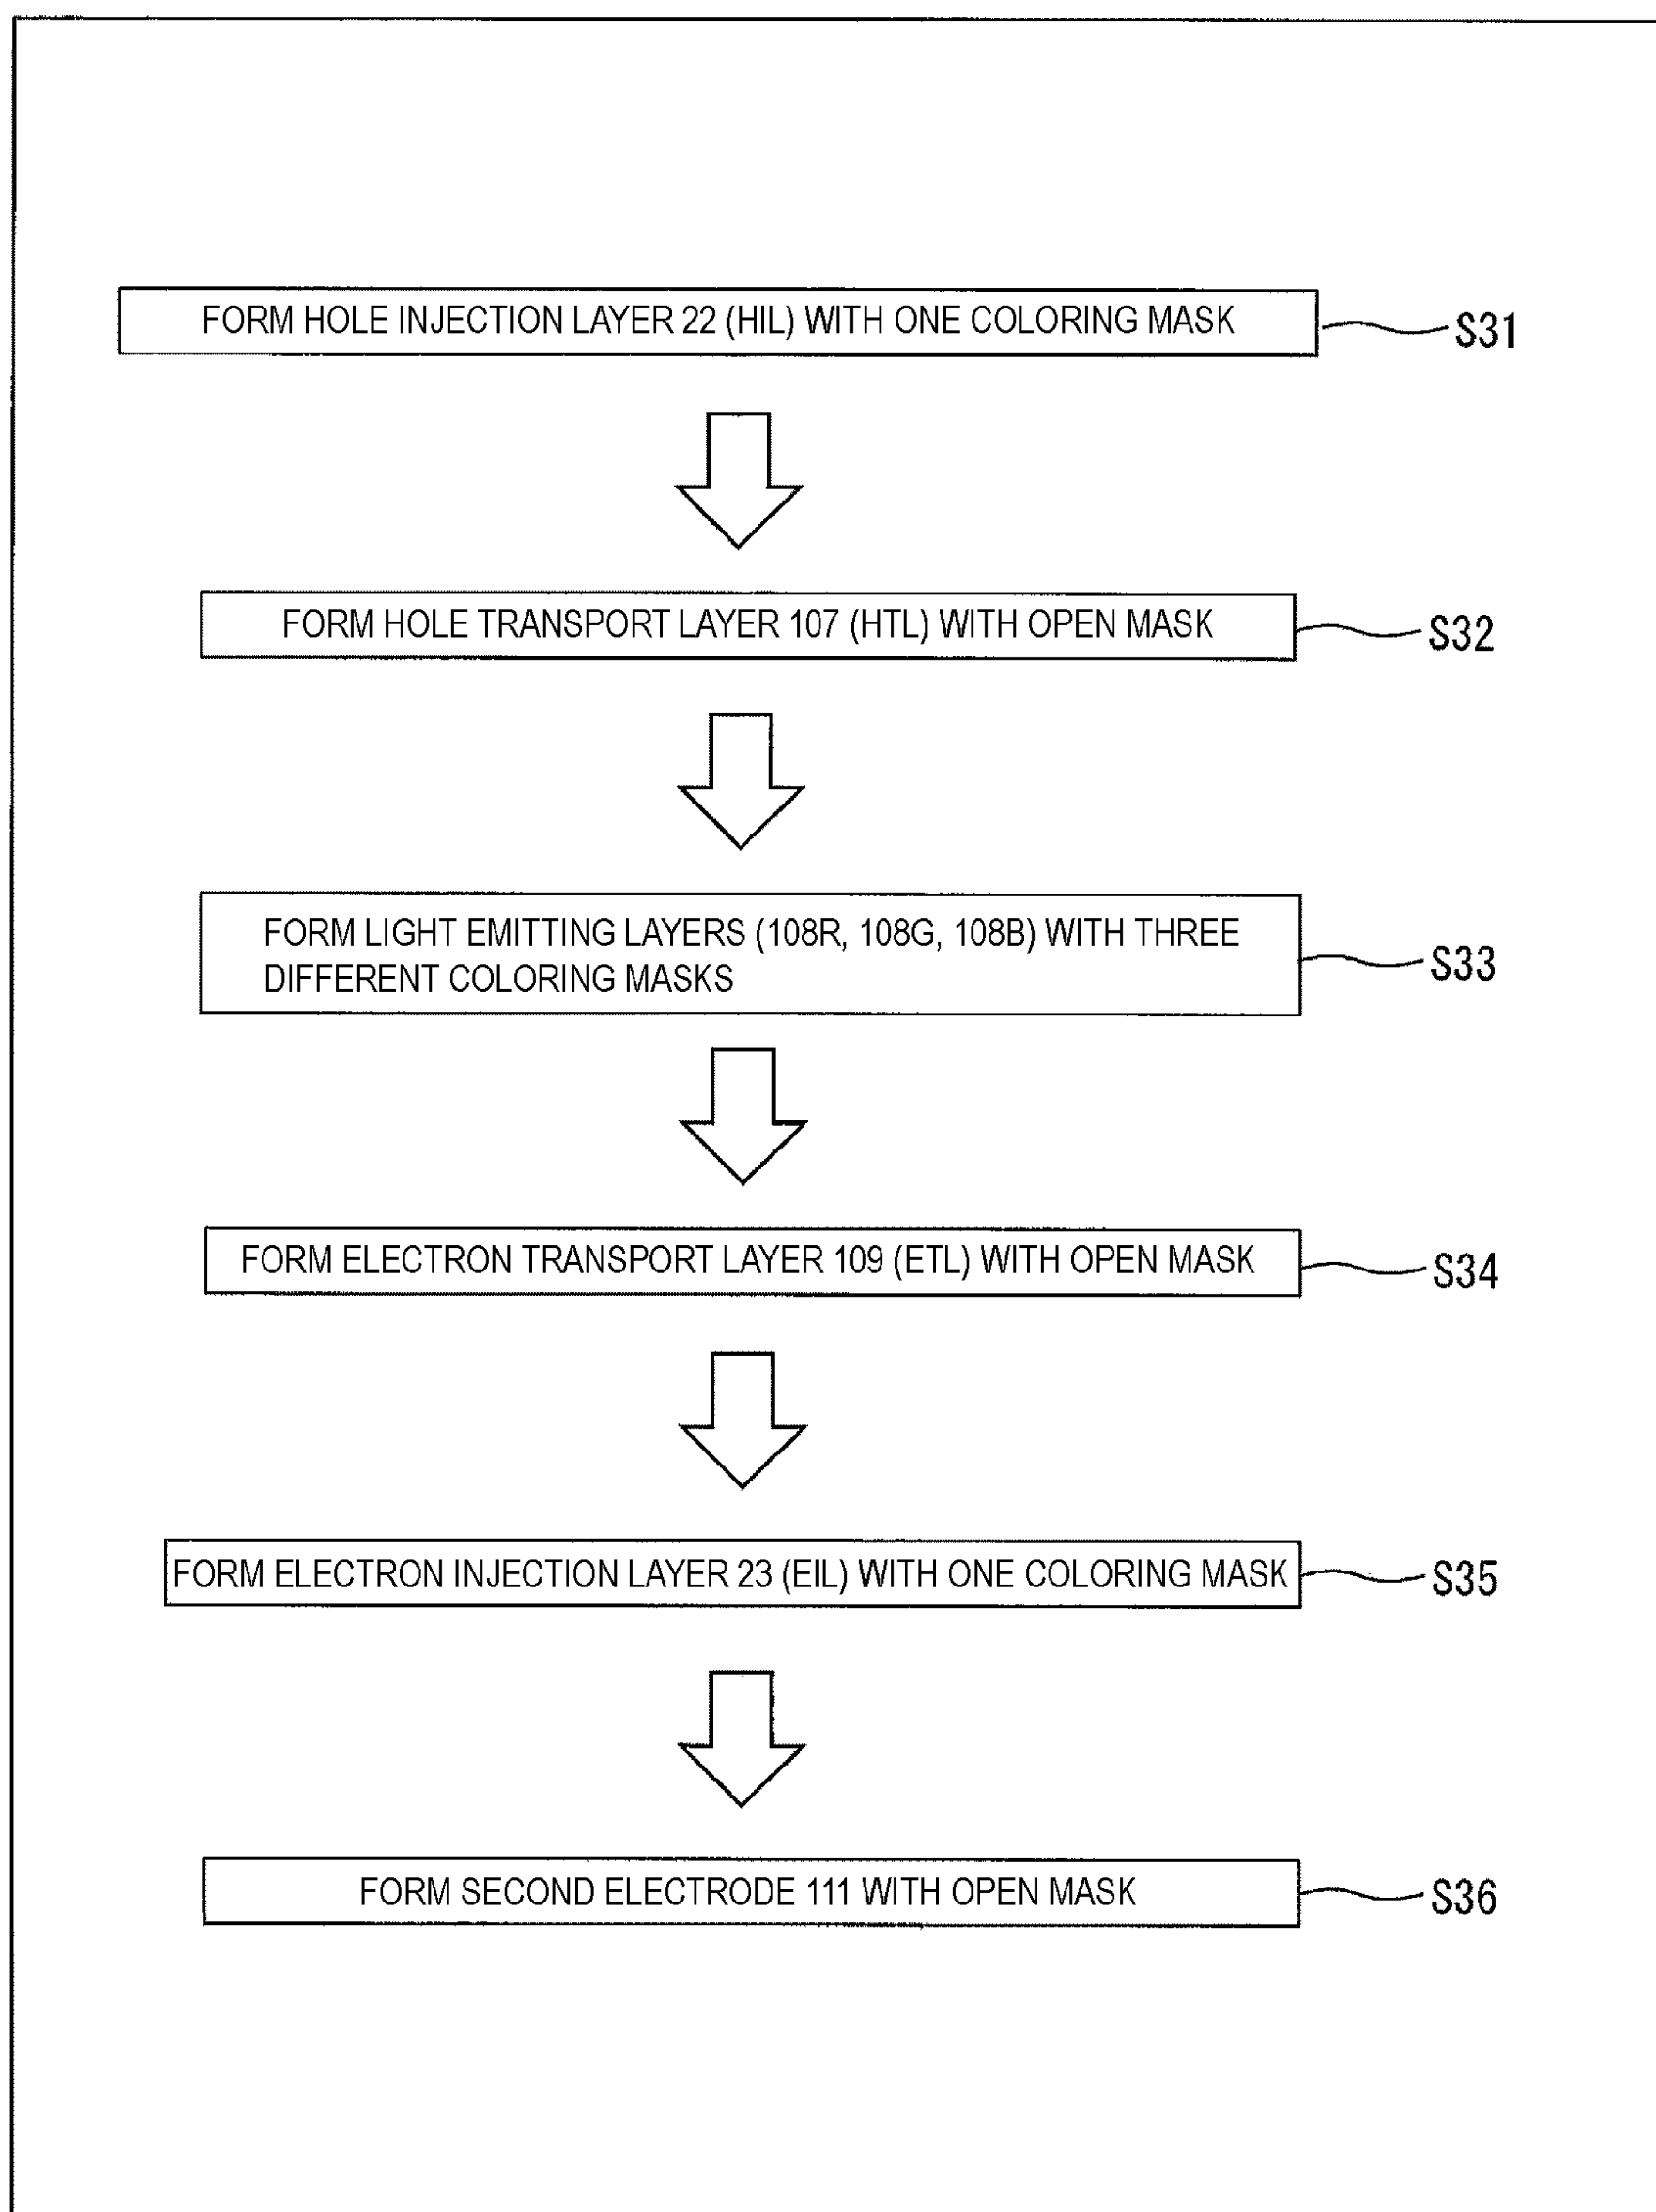 FORM HOLE INJECTION LAYER 22 (HIL) WITH ONE COLORING MASK
S31
FORM HOLE TRANSPORT LAYER 107 (HTL) WITH OPEN MASK
S32
FORM LIGHT EMITTING LAYERS (108R, 108G, 108B) WITH THREE
DIFFERENT COLORING MASKS
S33
FORM ELECTRON TRANSPORT LAYER 109 (ETL) WITH OPEN MASK
S34
FORM ELECTRON INJECTION LAYER 23 (EIL) WITH ONE COLORING MASK
S35
FORM SECOND ELECTRODE 111 WITH OPEN MASK
S36